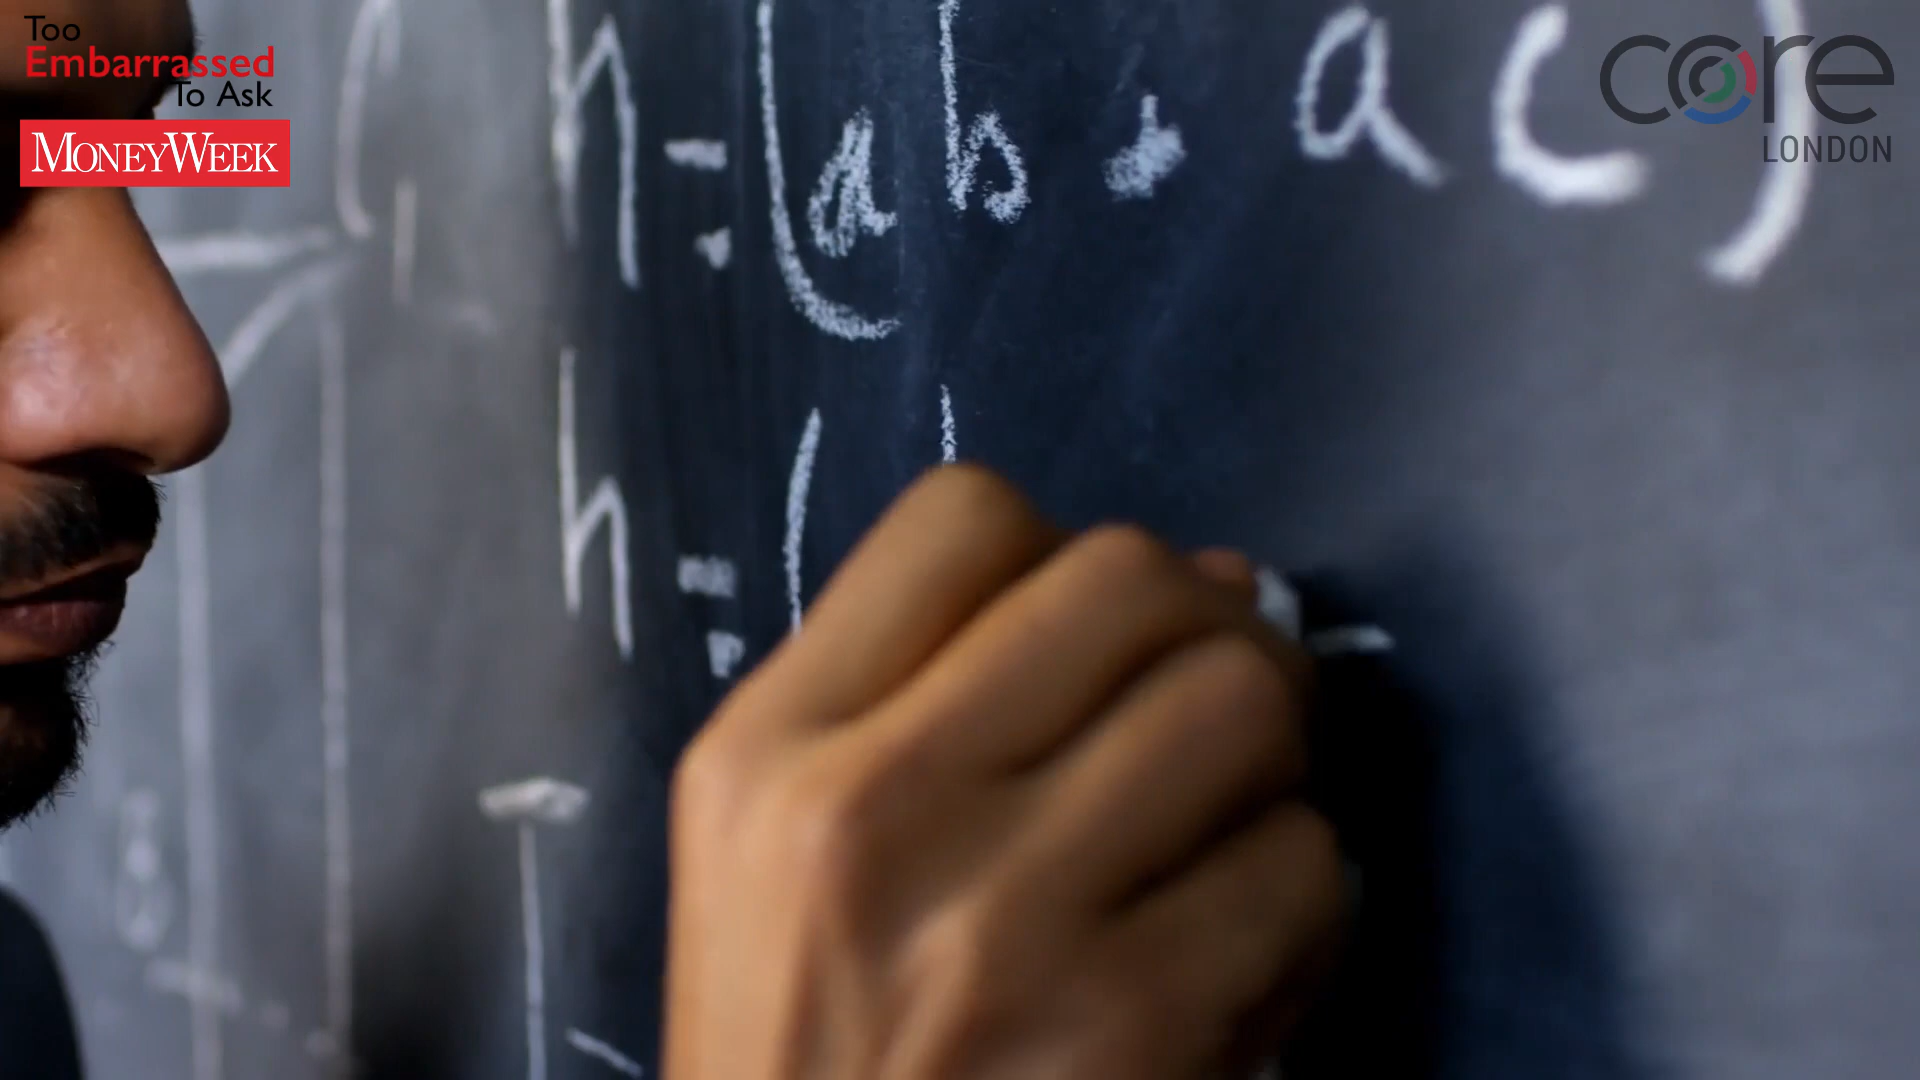 Too
Embarrassed
To Ask
MONEYWEEK
core
LONDON
h = (ab . ac)
h = (